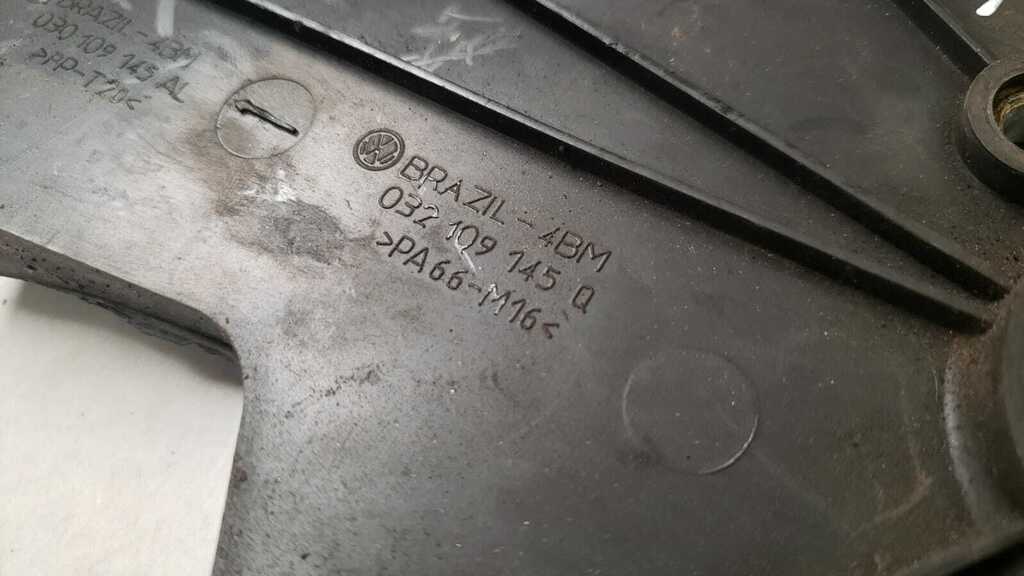 BRAZIL-4BM
030 109 145 AL
>PP-T20<
BRAZIL-4BM
032 109 145 Q
>PA66-M16<